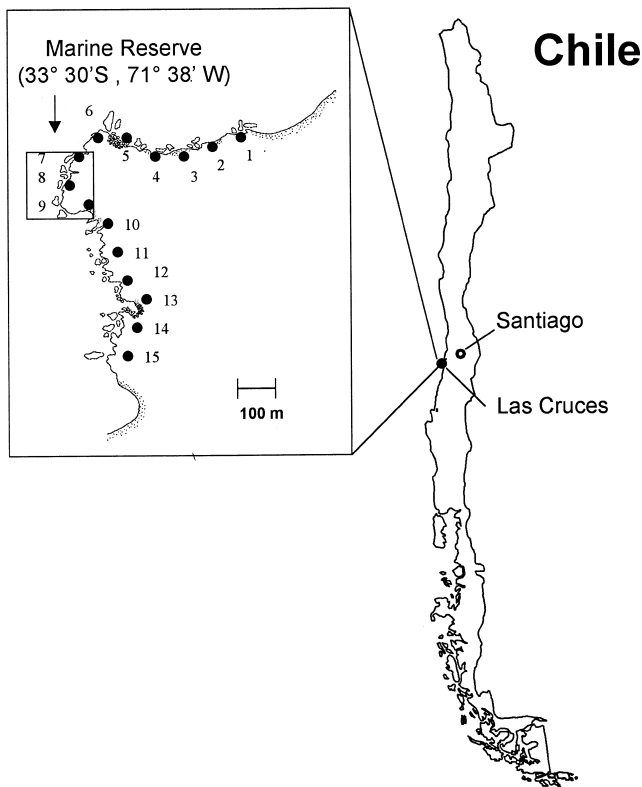 Chile
Marine Reserve
(33° 30'S , 71° 38.' W)
6
7
5
4
3
2
1
8
9
10
11
12
13
14
15
100 m
Santiago
Las Cruces